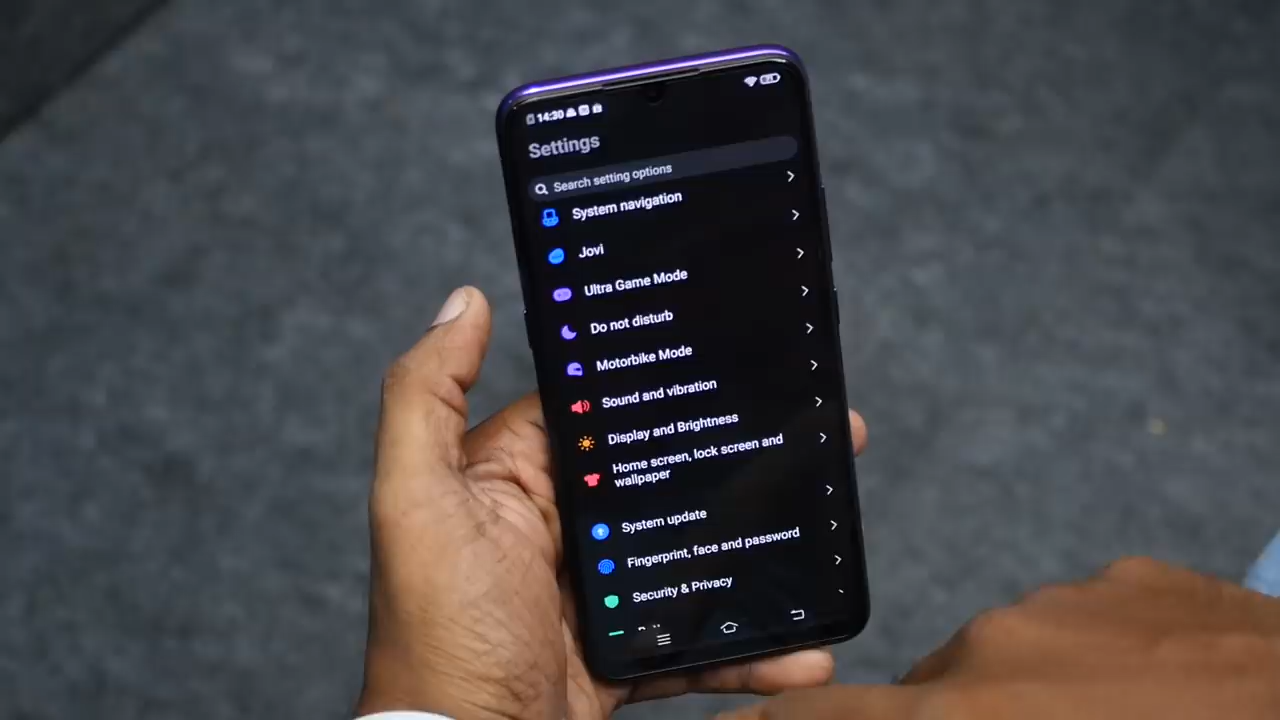 14:30
Settings
Search setting options
System navigation
Jovi
Ultra Game Mode
Do not disturb
Motorbike Mode
Sound and vibration
Display and Brightness
Home screen, lock screen and
wallpaper
System update
Fingerprint, face and password
Security & Privacy